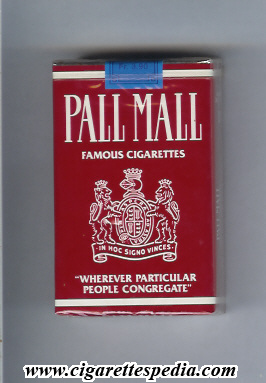 PALL MALL
FAMOUS CIGARETTES
IN HOC SIGNO VINCES
"WHEREVER PARTICULAR
PEOPLE CONGREGATE"
www.cigarettespedia.com